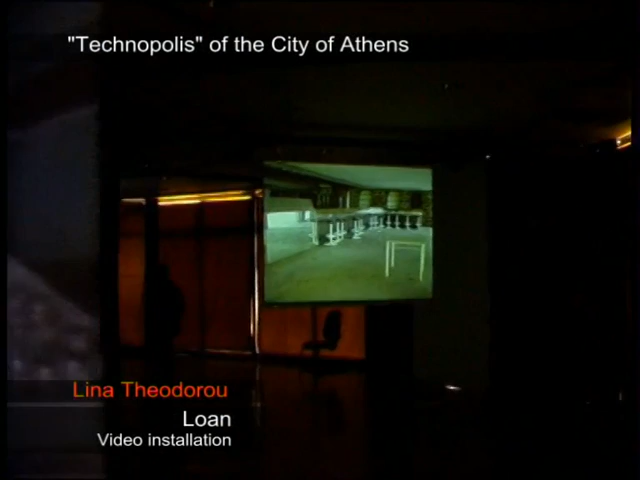 "Technopolis" of the City of Athens
Lina Theodorou
Loan
Video installation